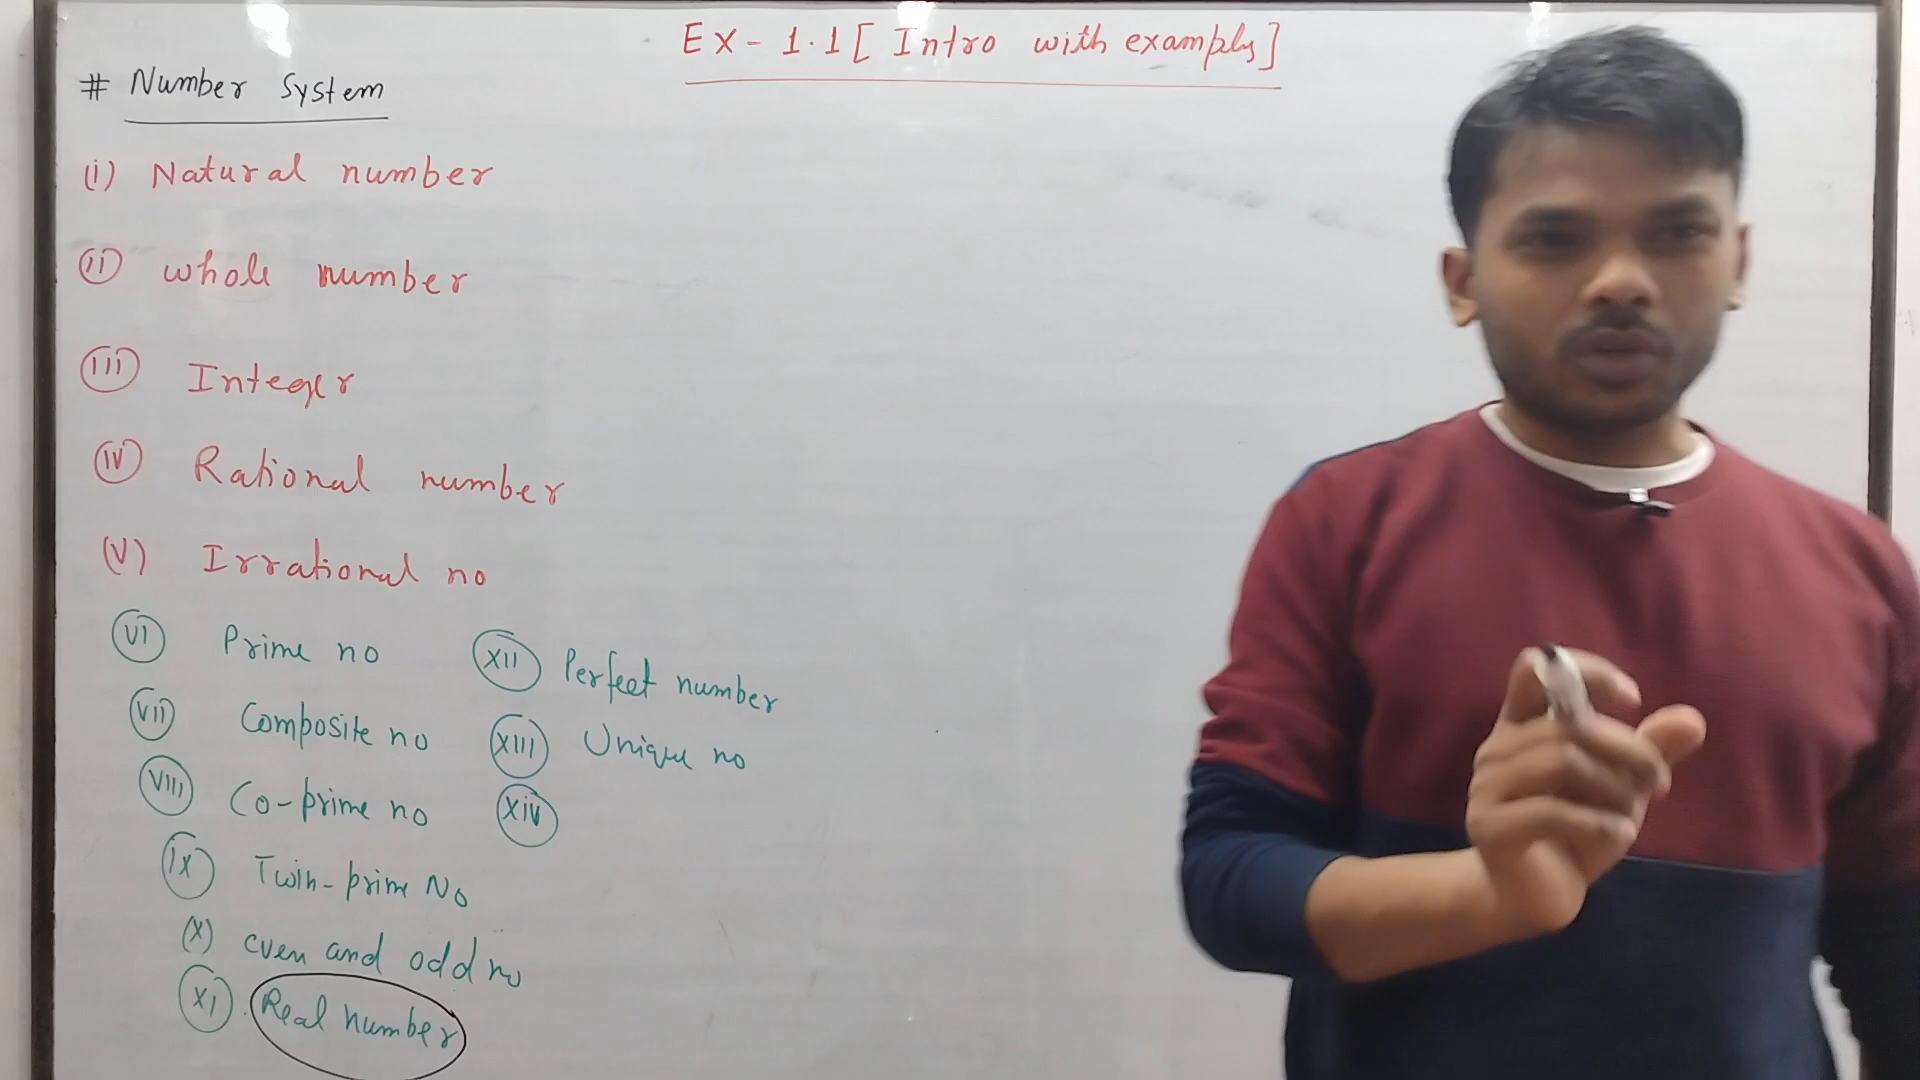 Ex - 1.1 [ Intro with examples ]
# Number System
(i) Natural number
(ii) whole number
(iii) Integer
(iv) Rational number
(v) Irrational no
(vi) Prime no
(vii) Composite no
(viii) Co-prime no
(ix) Twin-prime No
(x) even and odd no
(xi) Real number
(xii) Perfect number
(xiii) Unique no
(xiv)